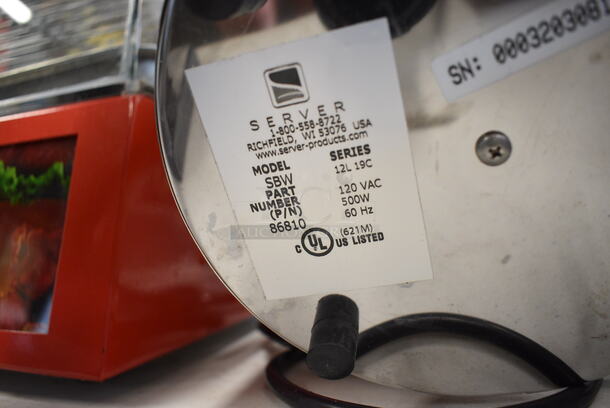 SERVER
1-800-558-8722
RICHFIELD, WI 53076 USA
www.server-products.com
MODEL SERIES
SBW 12L 19C
PART
NUMBER
(P/N)
86810
120 VAC
500W
60 Hz
(621M)
C UL US LISTED
SN: